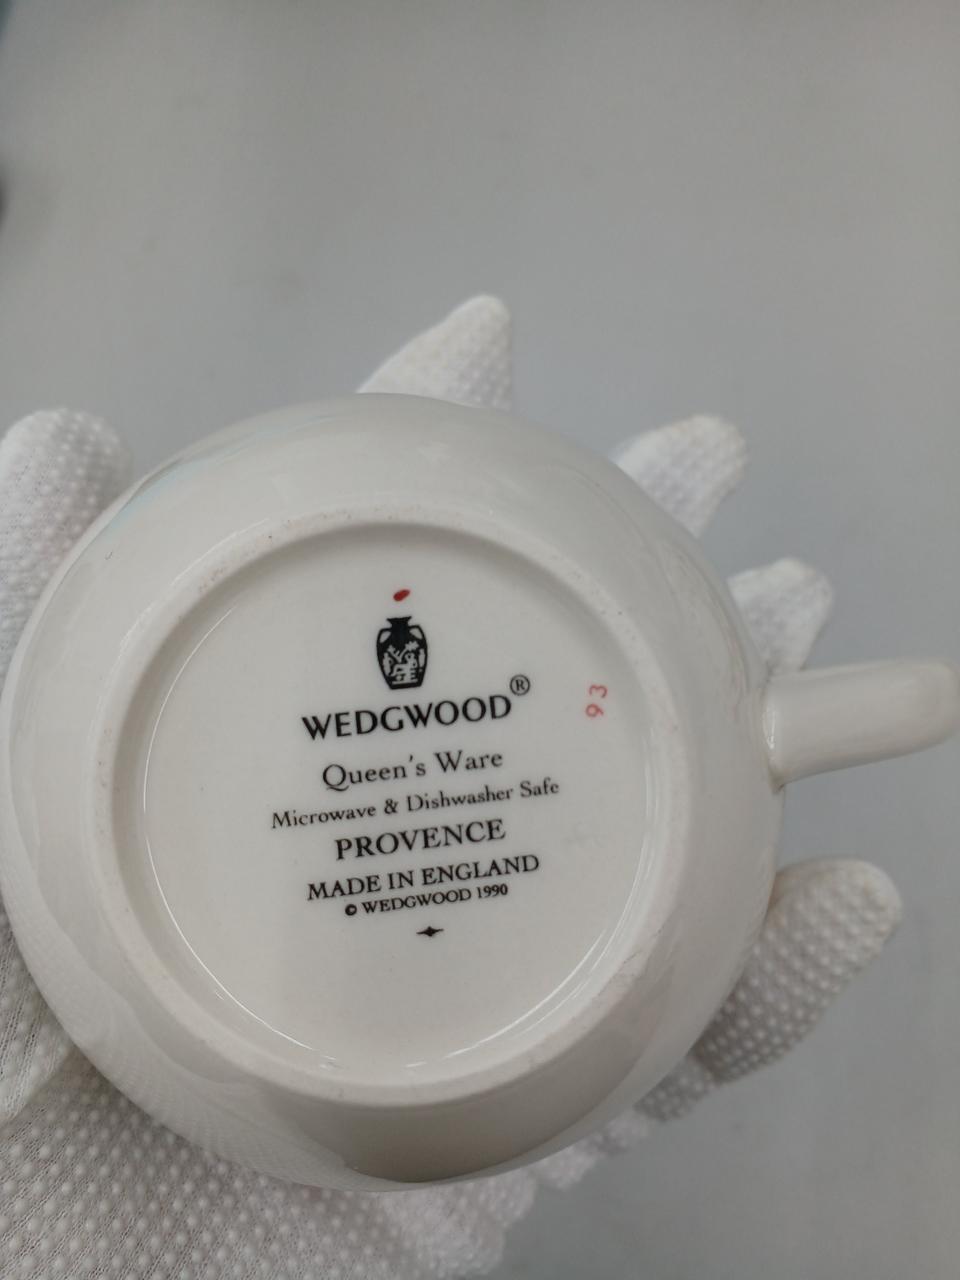 WEDGWOOD®
Queen's Ware
Microwave & Dishwasher Safe
PROVENCE
MADE IN ENGLAND
© WEDGWOOD 1990
93